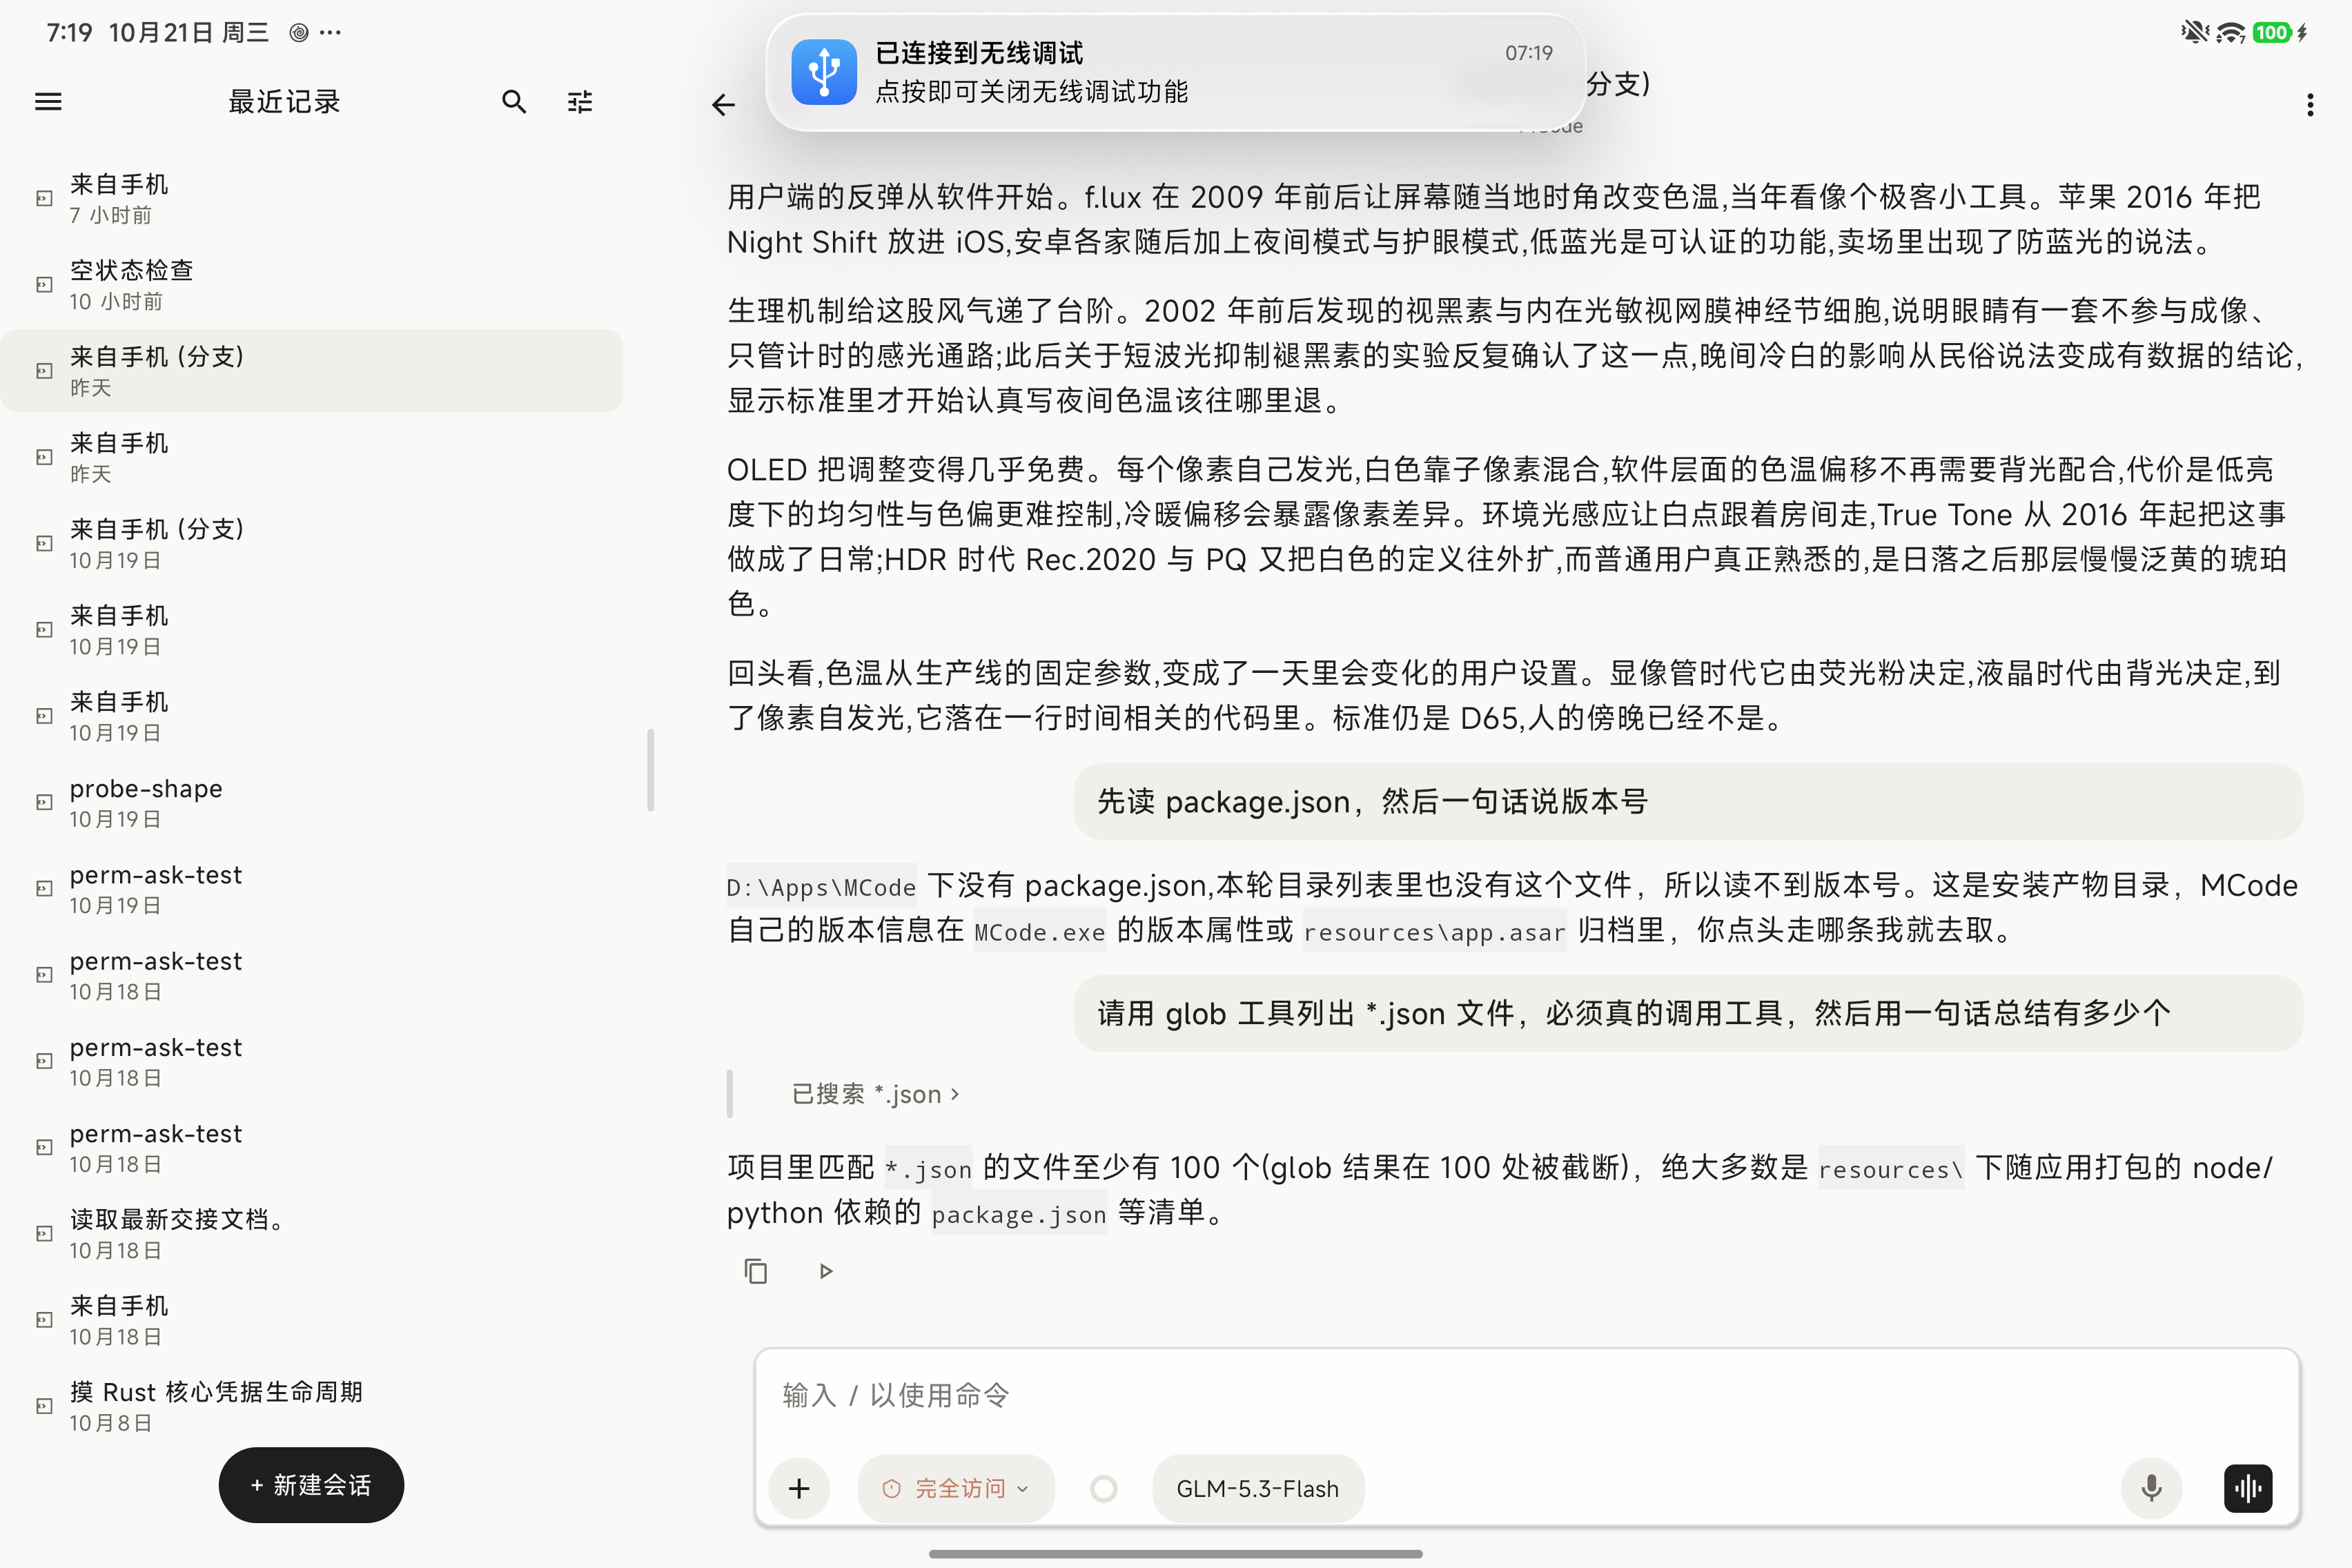 7:19 10月21日 周三
100
已连接到无线调试
07:19
点按即可关闭无线调试功能
最近记录
分支)
来自手机
7 小时前
空状态检查
10 小时前
来自手机 (分支)
昨天
来自手机
昨天
来自手机 (分支)
10月19日
来自手机
10月19日
来自手机
10月19日
probe-shape
10月19日
perm-ask-test
10月19日
perm-ask-test
10月18日
perm-ask-test
10月18日
perm-ask-test
10月18日
读取最新交接文档。
10月18日
来自手机
10月18日
摸 Rust 核心凭据生命周期
10月8日
+ 新建会话
用户端的反弹从软件开始。f.lux 在 2009 年前后让屏幕随当地时角改变色温,当年看像个极客小工具。苹果 2016 年把
Night Shift 放进 iOS,安卓各家随后加上夜间模式与护眼模式,低蓝光是可认证的功能,卖场里出现了防蓝光的说法。
生理机制给这股风气递了台阶。2002 年前后发现的视黑素与内在光敏视网膜神经节细胞,说明眼睛有一套不参与成像、
只管计时的感光通路;此后关于短波光抑制褪黑素的实验反复确认了这一点,晚间冷白的影响从民俗说法变成有数据的结论,
显示标准里才开始认真写夜间色温该往哪里退。
OLED 把调整变得几乎免费。每个像素自己发光,白色靠子像素混合,软件层面的色温偏移不再需要背光配合,代价是低亮
度下的均匀性与色偏更难控制,冷暖偏移会暴露像素差异。环境光感应让白点跟着房间走,True Tone 从 2016 年起把这事
做成了日常;HDR 时代 Rec.2020 与 PQ 又把白色的定义往外扩,而普通用户真正熟悉的,是日落之后那层慢慢泛黄的琥珀
色。
回头看,色温从生产线的固定参数,变成了一天里会变化的用户设置。显像管时代它由荧光粉决定,液晶时代由背光决定,到
了像素自发光,它落在一行时间相关的代码里。标准仍是 D65,人的傍晚已经不是。
先读 package.json，然后一句话说版本号
D:\Apps\MCode 下没有 package.json,本轮目录列表里也没有这个文件，所以读不到版本号。这是安装产物目录，MCode
自己的版本信息在 MCode.exe 的版本属性或 resources\app.asar 归档里，你点头走哪条我就去取。
请用 glob 工具列出 *.json 文件，必须真的调用工具，然后用一句话总结有多少个
已搜索 *.json ›
项目里匹配 *.json 的文件至少有 100 个(glob 结果在 100 处被截断)，绝大多数是 resources\ 下随应用打包的 node/
python 依赖的 package.json 等清单。
输入 / 以使用命令
完全访问
GLM-5.3-Flash